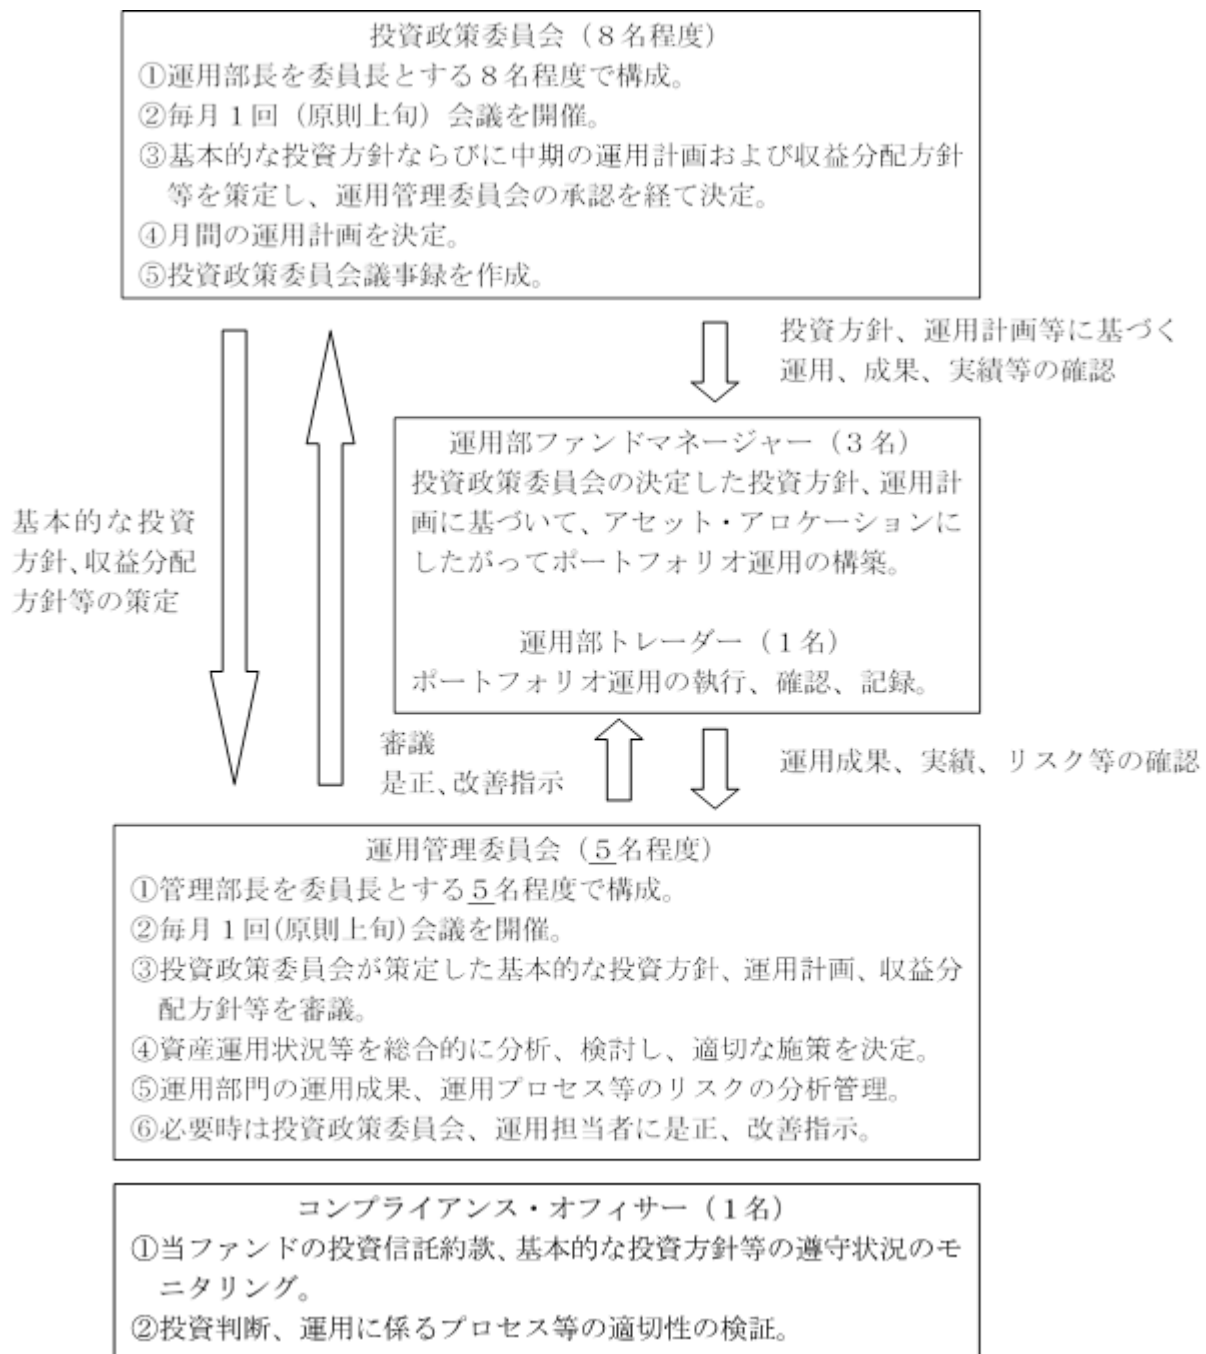 投資政策委員会（８名程度）
①運用部長を委員長とする８名程度で構成。
②毎月１回（原則上旬）会議を開催。
③基本的な投資方針ならびに中期の運用計画および収益分配方針
等を策定し、運用管理委員会の承認を経て決定。
④月間の運用計画を決定。
⑤投資政策委員会議事録を作成。
投資方針、運用計画等に基づく
運用、成果、実績等の確認
運用部ファンドマネージャー（３名）
投資政策委員会の決定した投資方針、運用計
画に基づいて、アセット・アロケーションに
したがってポートフォリオ運用の構築。
運用部トレーダー（１名）
ポートフォリオ運用の執行、確認、記録。
基本的な投資
方針、収益分配
方針等の策定
審議
是正、改善指示
運用成果、実績、リスク等の確認
運用管理委員会（５名程度）
①管理部長を委員長とする５名程度で構成。
②毎月１回(原則上旬)会議を開催。
③投資政策委員会が策定した基本的な投資方針、運用計画、収益分
配方針等を審議。
④資産運用状況等を総合的に分析、検討し、適切な施策を決定。
⑤運用部門の運用成果、運用プロセス等のリスクの分析管理。
⑥必要時は投資政策委員会、運用担当者に是正、改善指示。
コンプライアンス・オフィサー（１名）
①当ファンドの投資信託約款、基本的な投資方針等の遵守状況のモ
ニタリング。
②投資判断、運用に係るプロセス等の適切性の検証。